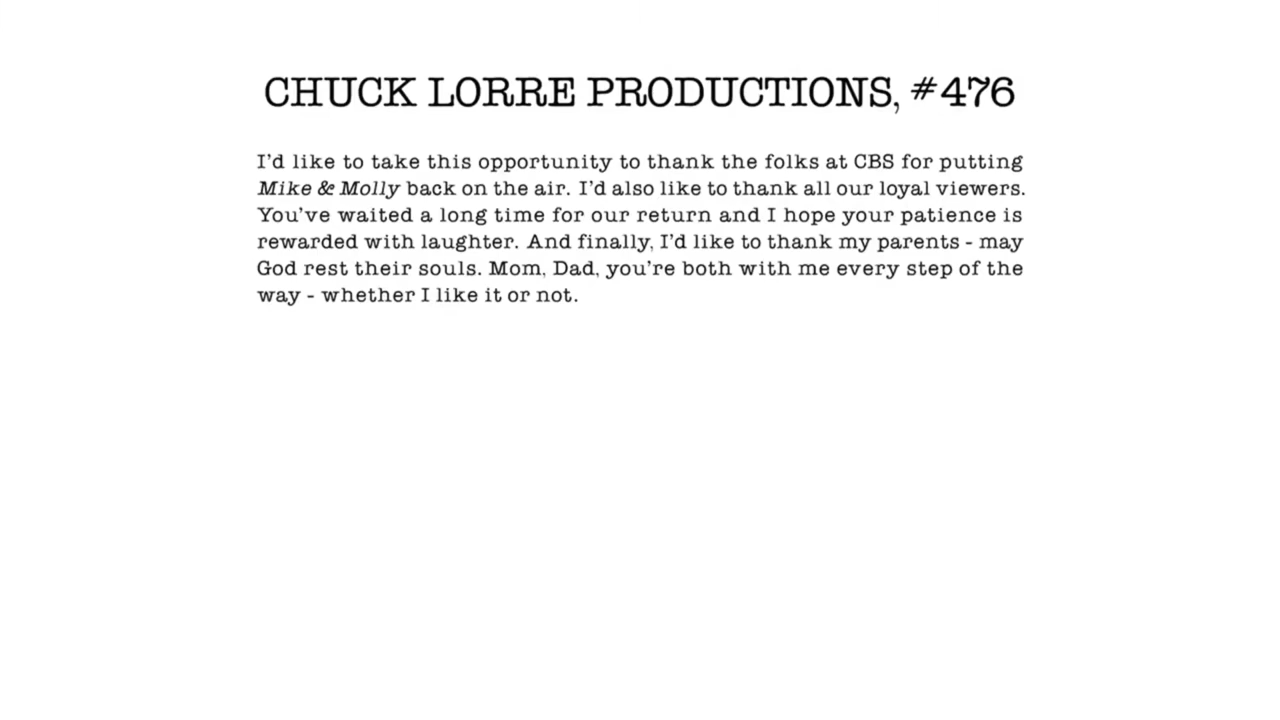 CHUCK LORRE PRODUCTIONS, #476
I'd like to take this opportunity to thank the folks at CBS for putting
Mike & Molly back on the air. I'd also like to thank all our loyal viewers.
You've waited a long time for our return and I hope your patience is
rewarded with laughter. And finally, I'd like to thank my parents - may
God rest their souls. Mom, Dad, you're both with me every step of the
way - whether I like it or not.